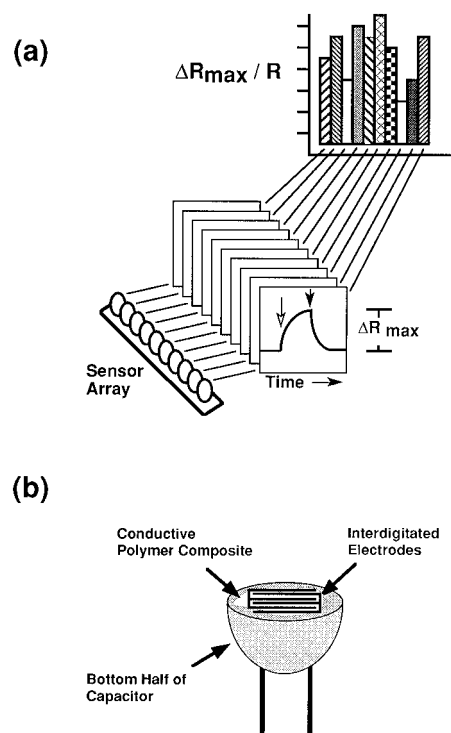 (a)
ΔRmax / R
ΔR max
Time
Sensor
Array
(b)
Conductive
Polymer Composite
Interdigitated
Electrodes
Bottom Half of
Capacitor